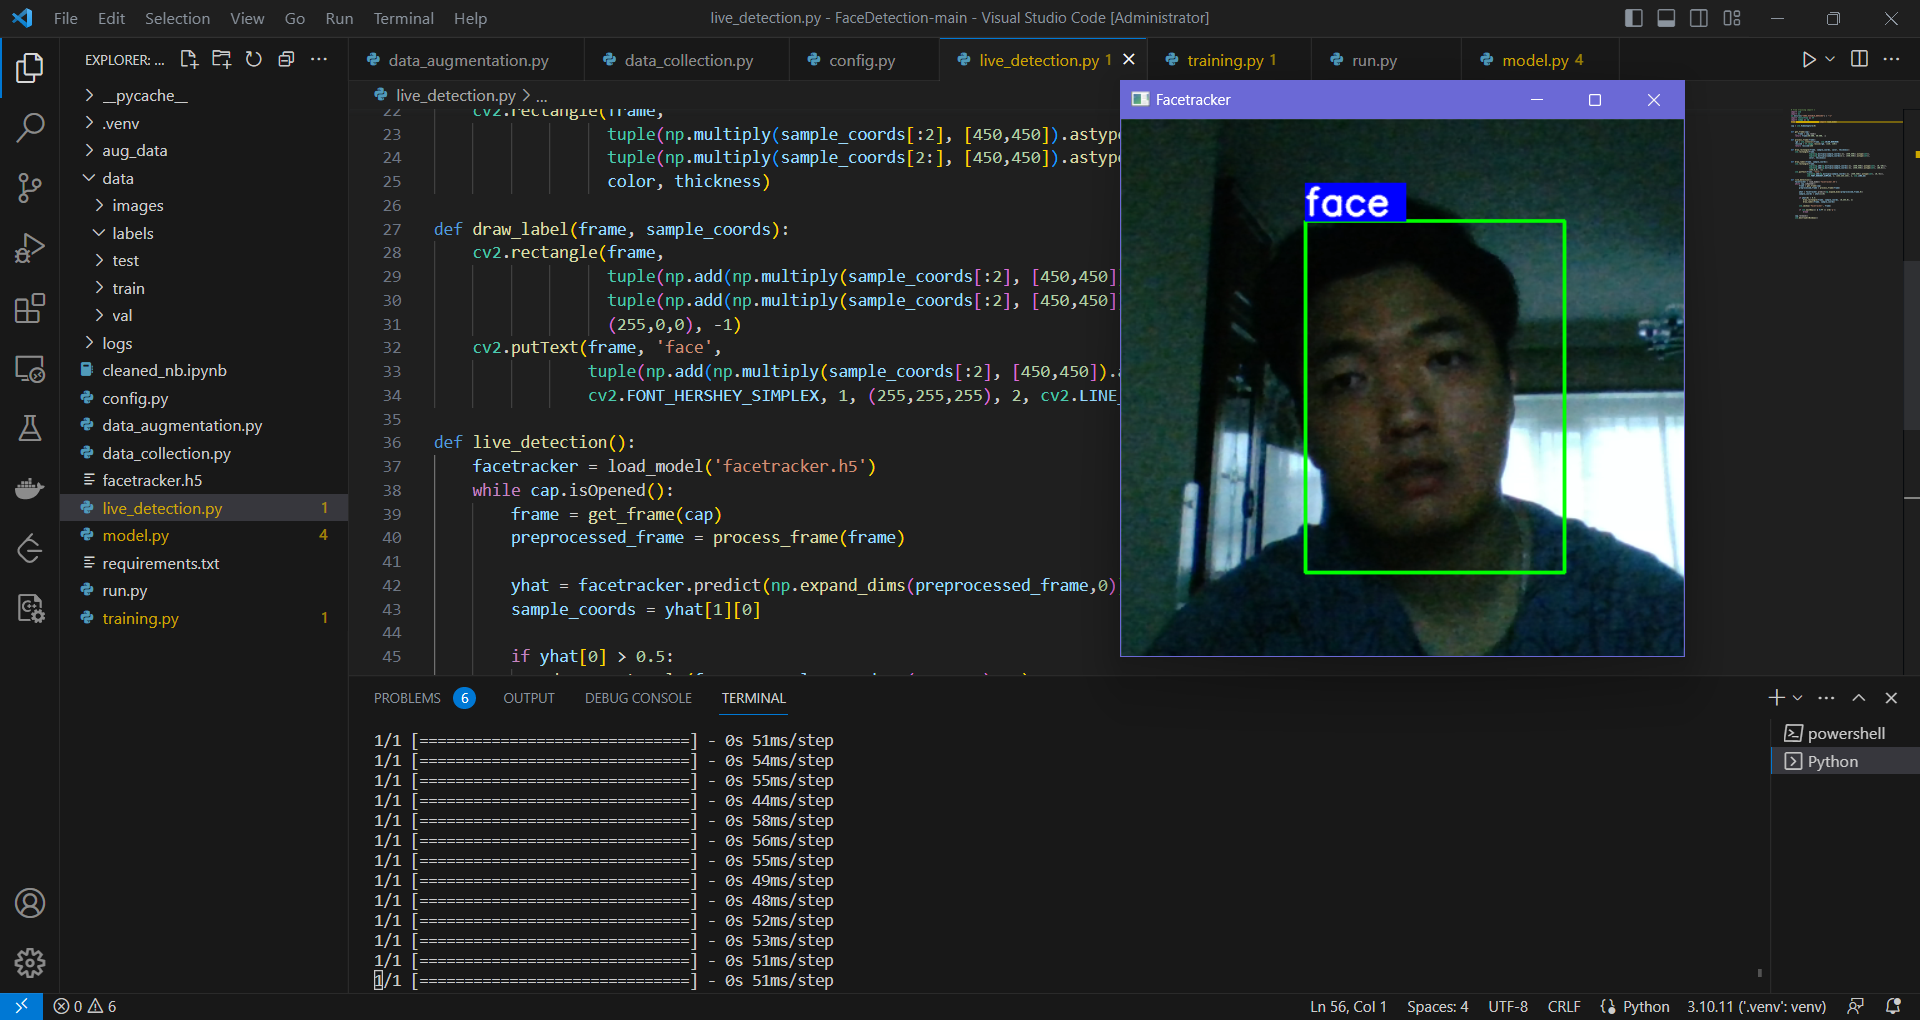 File Edit Selection View Go Run Terminal Help
live_detection.py - FaceDetection-main - Visual Studio Code [Administrator]
EXPLORER: ...
__pycache__
.venv
aug_data
data
images
labels
test
train
val
logs
cleaned_nb.ipynb
config.py
data_augmentation.py
data_collection.py
facetracker.h5
live_detection.py 1
model.py 4
requirements.txt
run.py
training.py 1
data_augmentation.py data_collection.py config.py live_detection.py 1 training.py 1 run.py model.py 4
live_detection.py > ...
22 cv2.rectangle(frame,
23 tuple(np.multiply(sample_coords[:2], [450,450]).astype
24 tuple(np.multiply(sample_coords[2:], [450,450]).astype
25 color, thickness)
26
27 def draw_label(frame, sample_coords):
28 cv2.rectangle(frame,
29 tuple(np.add(np.multiply(sample_coords[:2], [450,450]
30 tuple(np.add(np.multiply(sample_coords[:2], [450,450]
31 (255,0,0), -1)
32 cv2.putText(frame, 'face',
33 tuple(np.add(np.multiply(sample_coords[:2], [450,450]).a
34 cv2.FONT_HERSHEY_SIMPLEX, 1, (255,255,255), 2, cv2.LINE_
35
36 def live_detection():
37 facetracker = load_model('facetracker.h5')
38 while cap.isOpened():
39 frame = get_frame(cap)
40 preprocessed_frame = process_frame(frame)
41
42 yhat = facetracker.predict(np.expand_dims(preprocessed_frame,0)
43 sample_coords = yhat[1][0]
44
45 if yhat[0] > 0.5:
Facetracker
face
PROBLEMS 6 OUTPUT DEBUG CONSOLE TERMINAL
1/1 [==============================] - 0s 51ms/step
1/1 [==============================] - 0s 54ms/step
1/1 [==============================] - 0s 55ms/step
1/1 [==============================] - 0s 44ms/step
1/1 [==============================] - 0s 58ms/step
1/1 [==============================] - 0s 56ms/step
1/1 [==============================] - 0s 55ms/step
1/1 [==============================] - 0s 49ms/step
1/1 [==============================] - 0s 48ms/step
1/1 [==============================] - 0s 52ms/step
1/1 [==============================] - 0s 53ms/step
1/1 [==============================] - 0s 51ms/step
1/1 [==============================] - 0s 51ms/step
powershell
Python
0 6
Ln 56, Col 1 Spaces: 4 UTF-8 CRLF Python 3.10.11 ('.venv': venv)